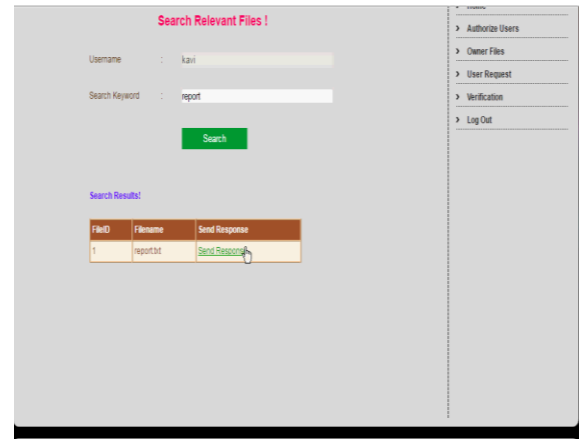 Home
Search Relevant Files !
Authorize Users
Owner Files
User Request
Verification
Log Out
Username : kavi
Search Keyword : report
Search
Search Results!
FileID Filename Send Response
1 report.txt Send Response